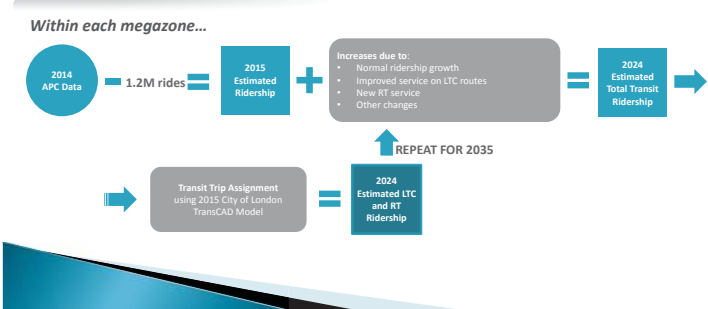 Within each megazone…
2014
APC Data
1.2M rides
2015
Estimated
Ridership
Increases due to:
• Normal ridership growth
• Improved service on LTC routes
• New RT service
• Other changes
2024
Estimated
Total Transit
Ridership
REPEAT FOR 2035
Transit Trip Assignment
using 2015 City of London
TransCAD Model
2024
Estimated LTC
and RT
Ridership